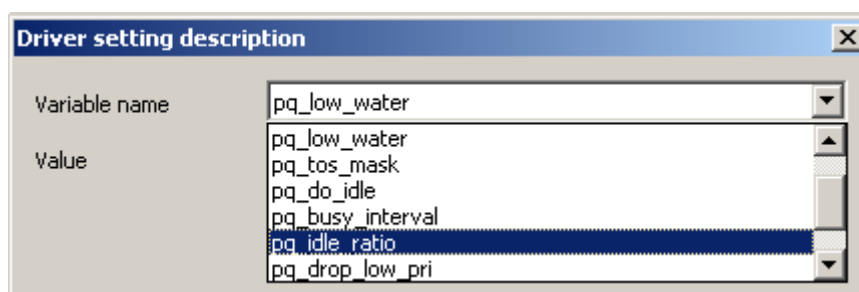 Driver setting description
Variable name
pq_low_water
pq_low_water
Value
pq_tos_mask
pq_do_idle
pq_busy_interval
pq_idle_ratio
pq_drop_low_pri